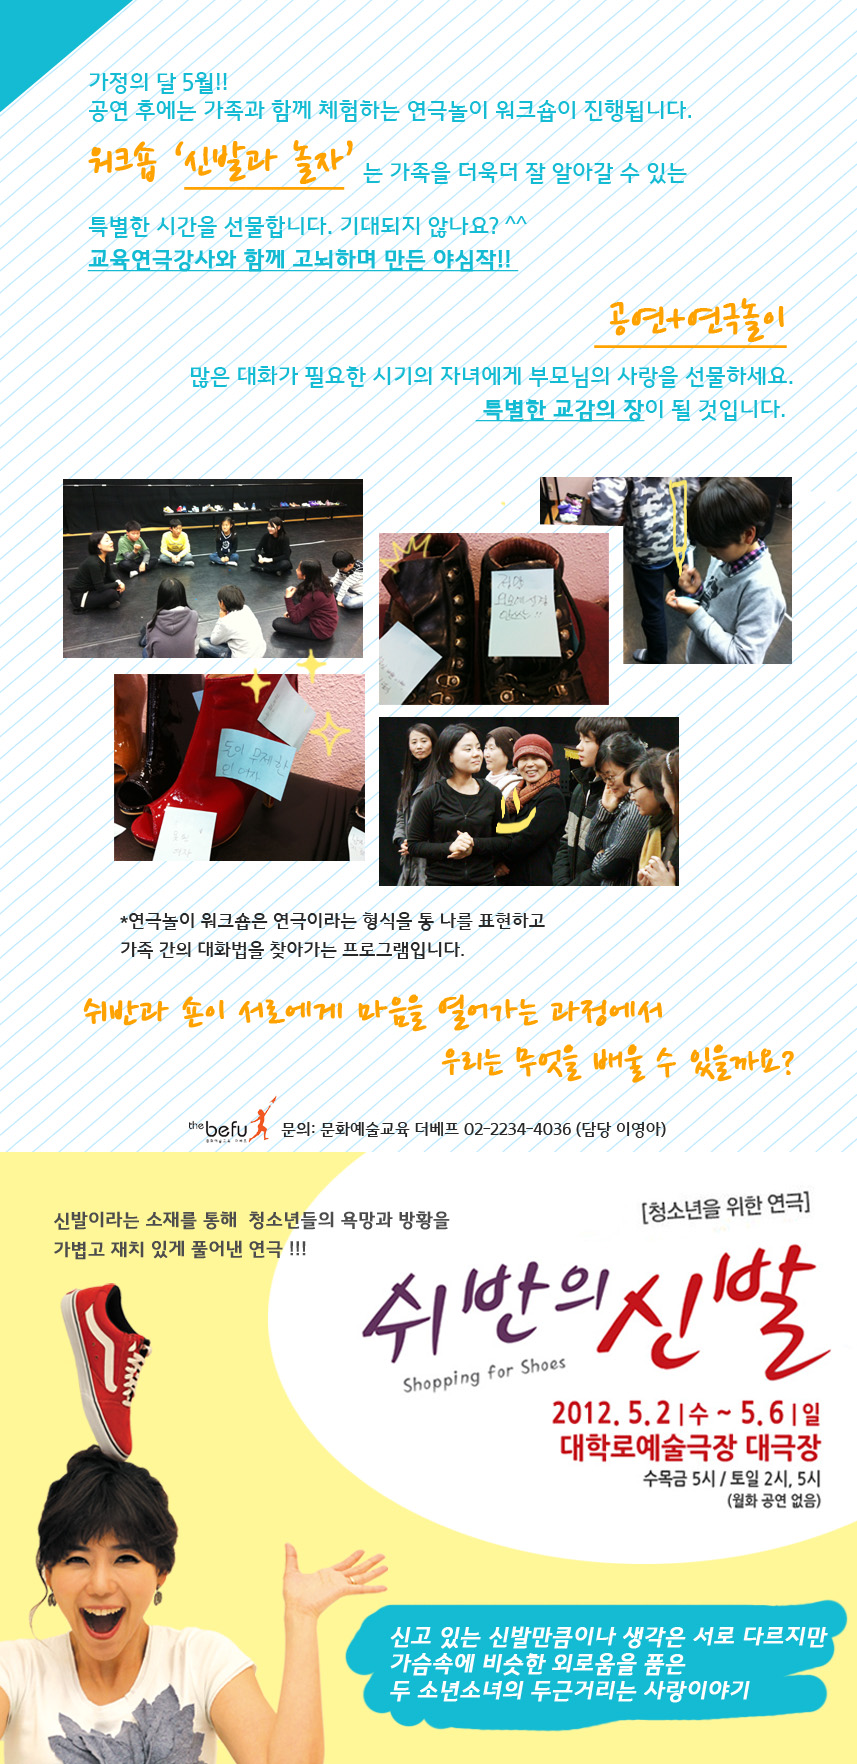 가정의 달 5월!!
공연 후에는 가족과 함께 체험하는 연극놀이 워크숍이 진행됩니다.
워크숍 '신발과 놀자' 는 가족을 더욱더 잘 알아갈 수 있는
특별한 시간을 선물합니다. 기대되지 않나요? ^^
교육연극강사와 함께 고뇌하며 만든 야심작!!
공연+연극놀이
많은 대화가 필요한 시기의 자녀에게 부모님의 사랑을 선물하세요.
특별한 교감의 장이 될 것입니다.
돈이 무제한
인 여자
*연극놀이 워크숍은 연극이라는 형식을 통 나를 표현하고
가족 간의 대화법을 찾아가는 프로그램입니다.
쉬반과 숀이 서로에게 마음을 열어가는 과정에서
우리는 무엇을 배울 수 있을까요?
the befu 문의: 문화예술교육 더베프 02-2234-4036 (담당 이영아)
신발이라는 소재를 통해 청소년들의 욕망과 방황을
가볍고 재치 있게 풀어낸 연극 !!!
[청소년을 위한 연극]
쉬반의 신발
Shopping for Shoes
2012. 5. 2 | 수 ~ 5. 6 | 일
대학로예술극장 대극장
수목금 5시 / 토일 2시, 5시
(월화 공연 없음)
신고 있는 신발만큼이나 생각은 서로 다르지만
가슴속에 비슷한 외로움을 품은
두 소년소녀의 두근거리는 사랑이야기